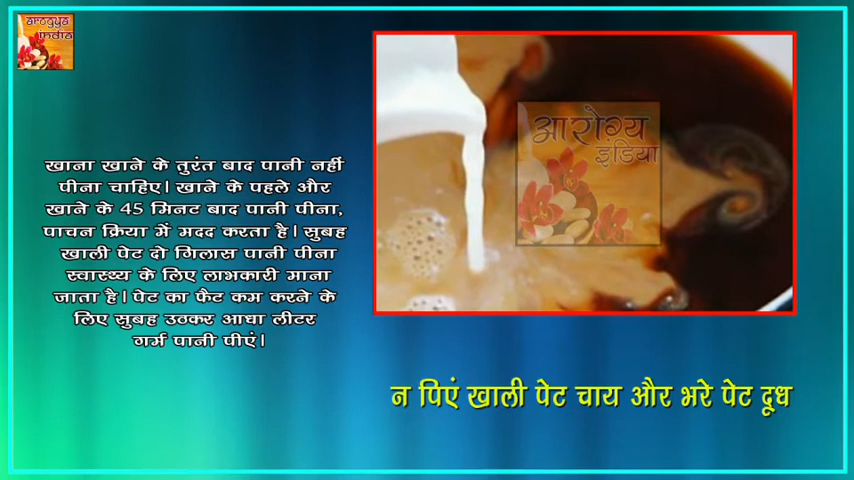 आरोग्य
इंडिया
खाना खाने के तुरंत बाद पानी नहीं
पीना चाहिए। खाने के पहले और
खाने के 45 मिनट बाद पानी पीना,
पाचन क्रिया में मदद करता है। सुबह
खाली पेट दो गिलास पानी पीना
स्वास्थ्य के लिए लाभकारी माना
जाता है। पेट का फैट कम करने के
लिए सुबह उठकर आधा लीटर
गर्म पानी पीएं।
आरोग्य
इंडिया
न पिएं खाली पेट चाय और भरे पेट दूध